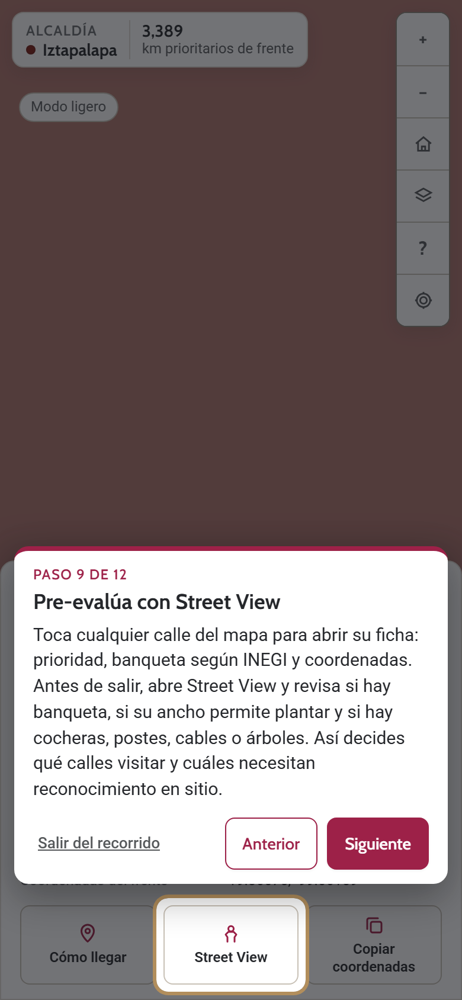 ALCALDÍA
Iztapalapa
3,389
km prioritarios de frente
Modo ligero
+
−
?
PASO 9 DE 12
Pre-evalúa con Street View
Toca cualquier calle del mapa para abrir su ficha:
prioridad, banqueta según INEGI y coordenadas.
Antes de salir, abre Street View y revisa si hay
banqueta, si su ancho permite plantar y si hay
cocheras, postes, cables o árboles. Así decides
qué calles visitar y cuáles necesitan
reconocimiento en sitio.
Salir del recorrido
Anterior
Siguiente
Cómo llegar
Street View
Copiar
coordenadas